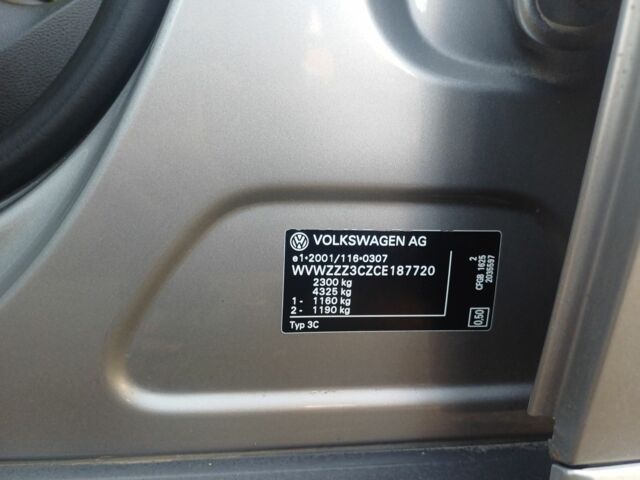 VOLKSWAGEN AG
e1*2001/116*0307
WVWZZZ3CZCE187720
2300 kg
4325 kg
1- 1160 kg
2- 1190 kg
Typ 3C
2
CFGB 1625
2035597
0,50